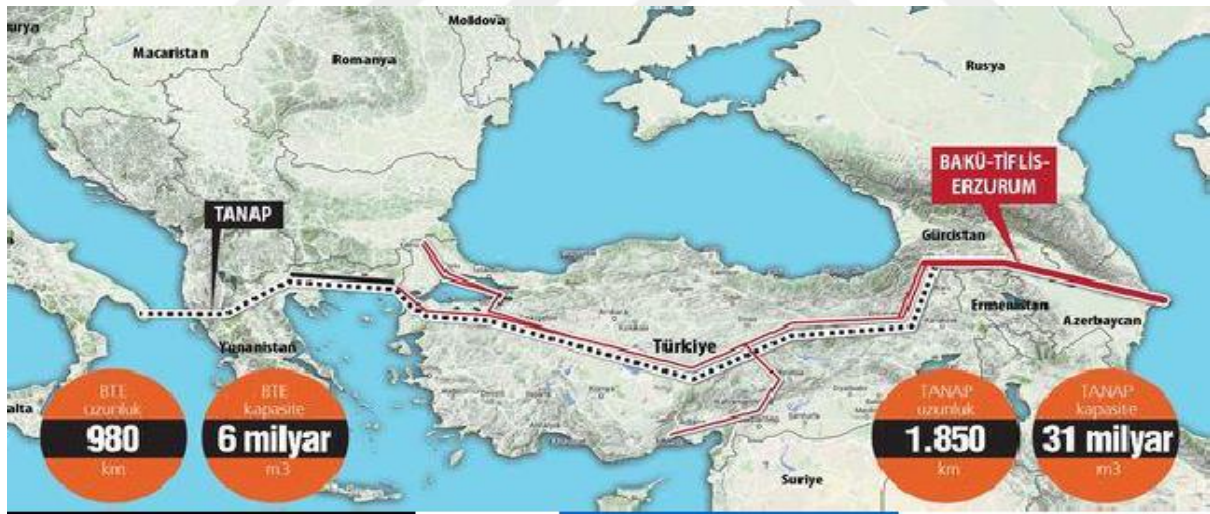 Moldova
Macaristan
Romanya
Rusya
BAKÜ-TİFLİS-
ERZURUM
TANAP
Gürcistan
Ermenistan
Azerbaycan
Türkiye
Yunanistan
BTE
uzunluk
980
km
BTE
kapasite
6 milyar
m3
TANAP
uzunluk
1.850
km
TANAP
kapasite
31 milyar
m3
Suriye